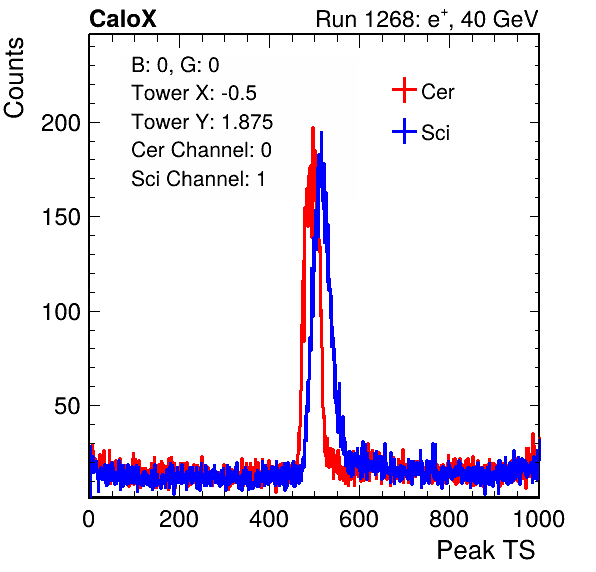 CaloX Run 1268: e⁺, 40 GeV
Counts
B: 0, G: 0
Tower X: -0.5
Tower Y: 1.875
Cer Channel: 0
Sci Channel: 1
Cer
Sci
200
150
100
50
0 200 400 600 800 1000
Peak TS